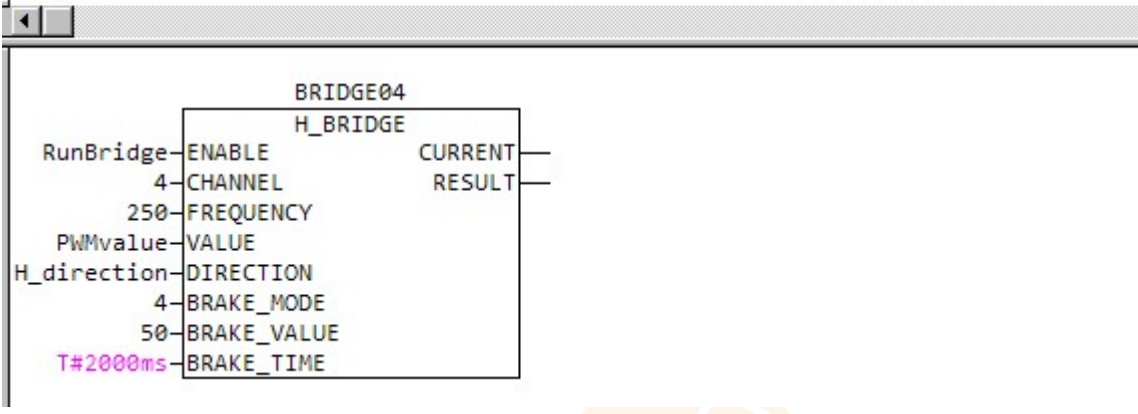 BRIDGE04
H_BRIDGE
RunBridge ENABLE CURRENT
4 CHANNEL RESULT
250 FREQUENCY
PWMvalue VALUE
H_direction DIRECTION
4 BRAKE_MODE
50 BRAKE_VALUE
T#2000ms BRAKE_TIME